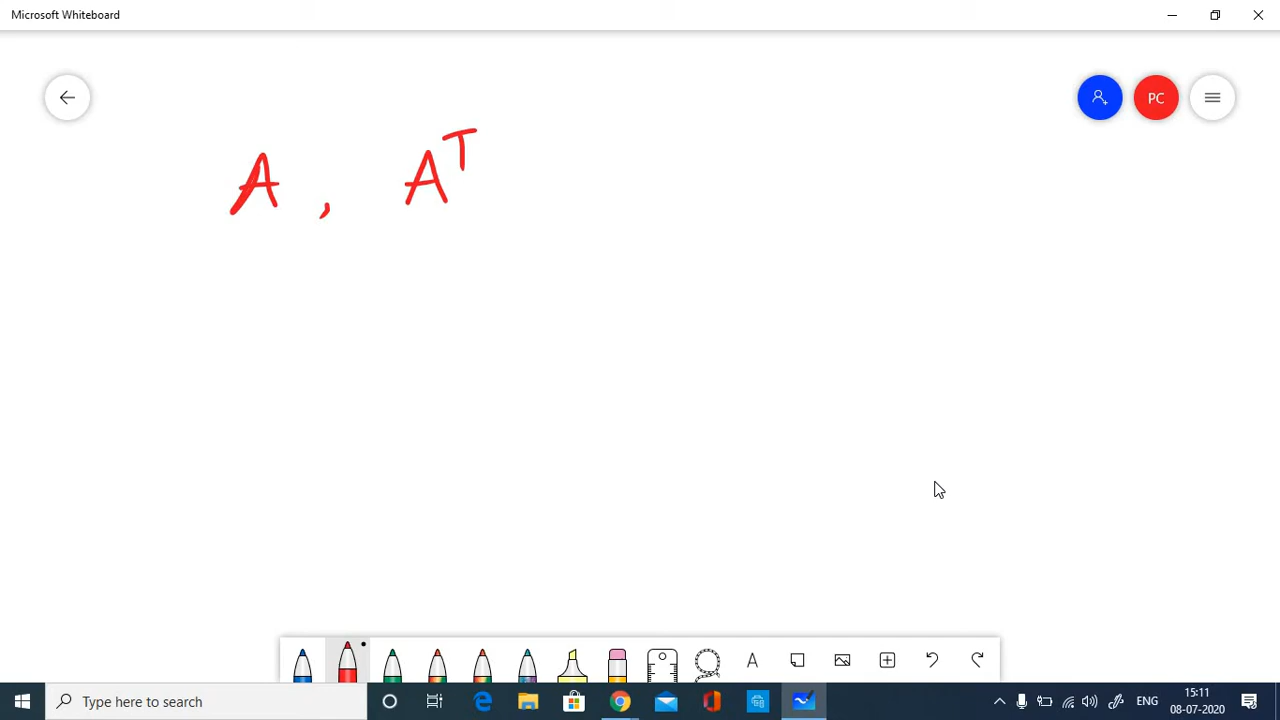 Microsoft Whiteboard
PC
A , Aᵀ
A
Type here to search
ENG
15:11
08-07-2020